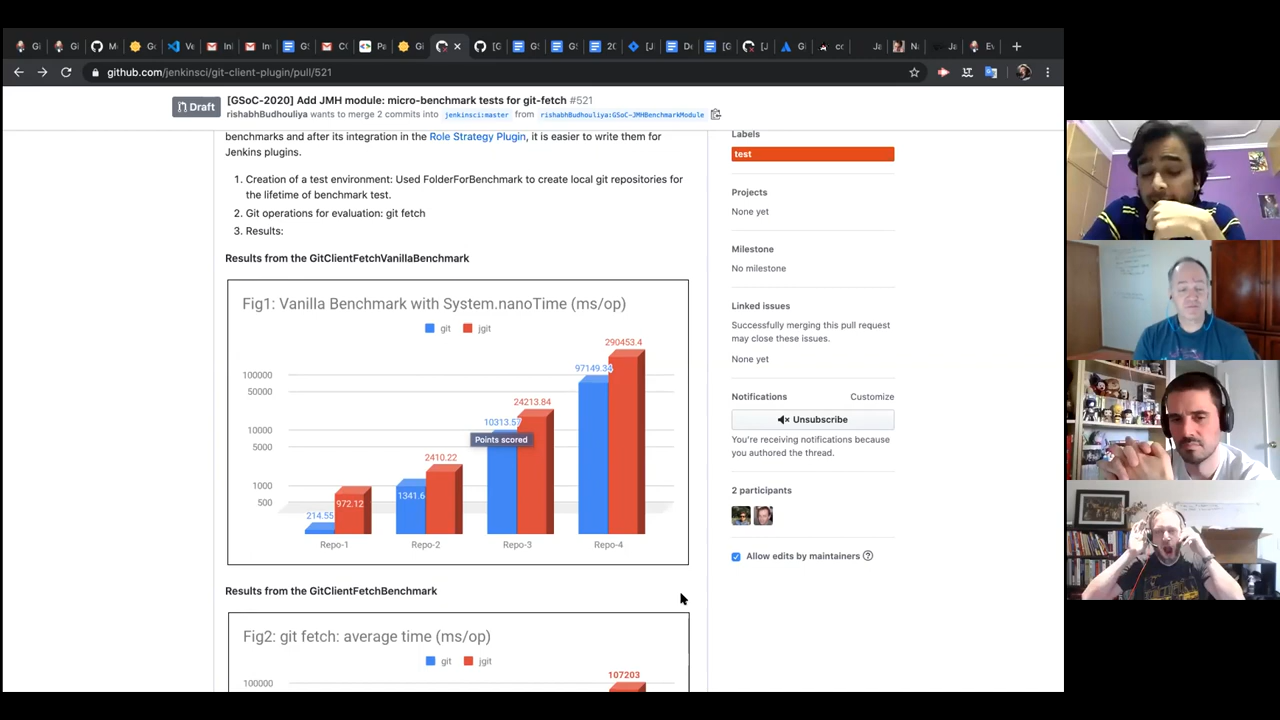 github.com/jenkinsci/git-client-plugin/pull/521
Draft
[GSoC-2020] Add JMH module: micro-benchmark tests for git-fetch #521
rishabhBudhouliya wants to merge 2 commits into jenkinsci:master from rishabhBudhouliya:GSoC-JMHBenchmarkModule
benchmarks and after its integration in the Role Strategy Plugin, it is easier to write them for
Jenkins plugins.
1. Creation of a test environment: Used FolderForBenchmark to create local git repositories for
the lifetime of benchmark test.
2. Git operations for evaluation: git fetch
3. Results:
Results from the GitClientFetchVanillaBenchmark
Fig1: Vanilla Benchmark with System.nanoTime (ms/op)
git jgit
290453.4
100000
97149.34
50000
24213.84
10000
10313.57
5000
Points scored
2410.22
1000
1341.6
500
972.12
214.55
Repo-1 Repo-2 Repo-3 Repo-4
Results from the GitClientFetchBenchmark
Fig2: git fetch: average time (ms/op)
git jgit
107203
100000
Labels
test
Projects
None yet
Milestone
No milestone
Linked issues
Successfully merging this pull request
may close these issues.
None yet
Notifications Customize
Unsubscribe
You're receiving notifications because
you authored the thread.
2 participants
Allow edits by maintainers